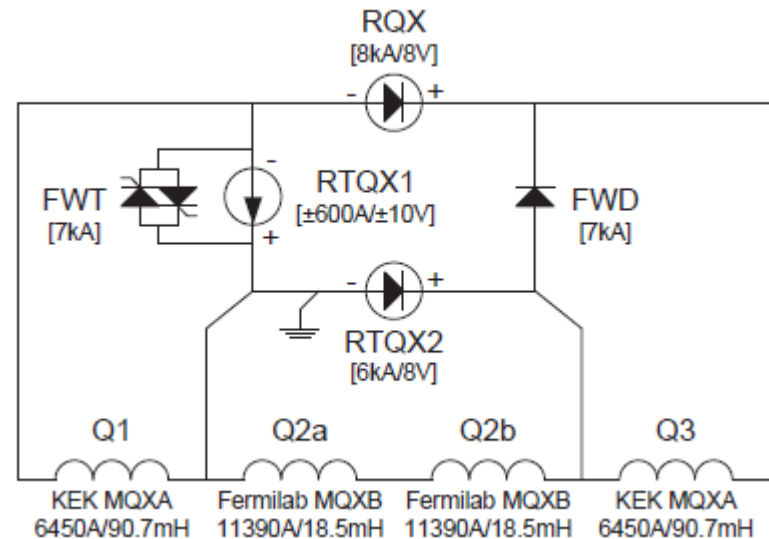 RQX
[8kA/8V]
- +
FWT
[7kA]
-
RTQX1
[±600A/±10V]
+
FWD
[7kA]
- +
RTQX2
[6kA/8V]
Q1 Q2a Q2b Q3
KEK MQXA Fermilab MQXB Fermilab MQXB KEK MQXA
6450A/90.7mH 11390A/18.5mH 11390A/18.5mH 6450A/90.7mH